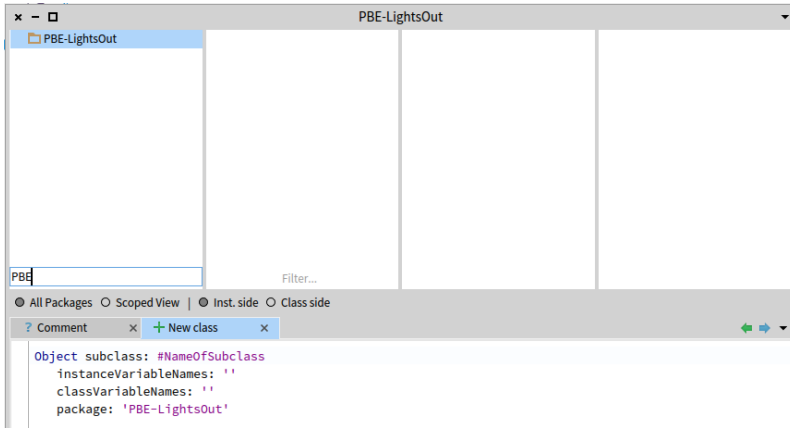 PBE-LightsOut
PBE-LightsOut
PBE
Filter...
All Packages Scoped View | Inst. side Class side
? Comment × + New class ×
Object subclass: #NameOfSubclass
instanceVariableNames: ''
classVariableNames: ''
package: 'PBE-LightsOut'